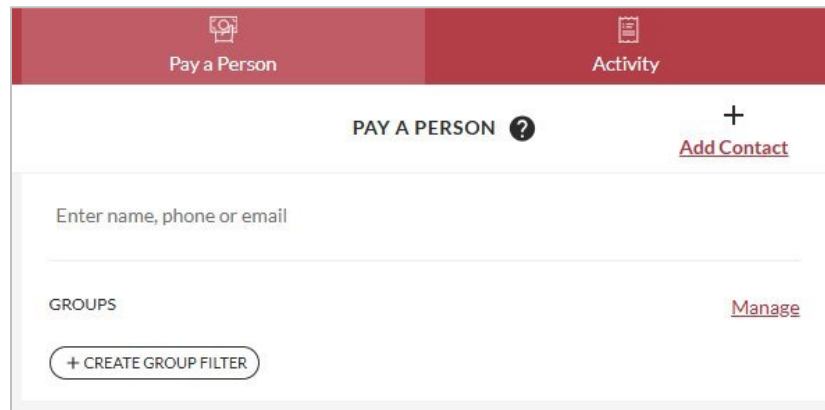 Pay a Person
Activity
PAY A PERSON ?
+
Add Contact
Enter name, phone or email
GROUPS
Manage
+ CREATE GROUP FILTER